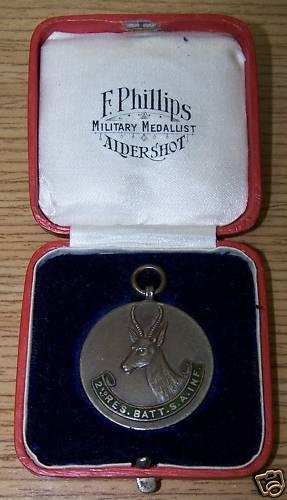 F. Phillips
MILITARY MEDALLIST
ALDERSHOT
2ND RES. BATT. S.A. INF.